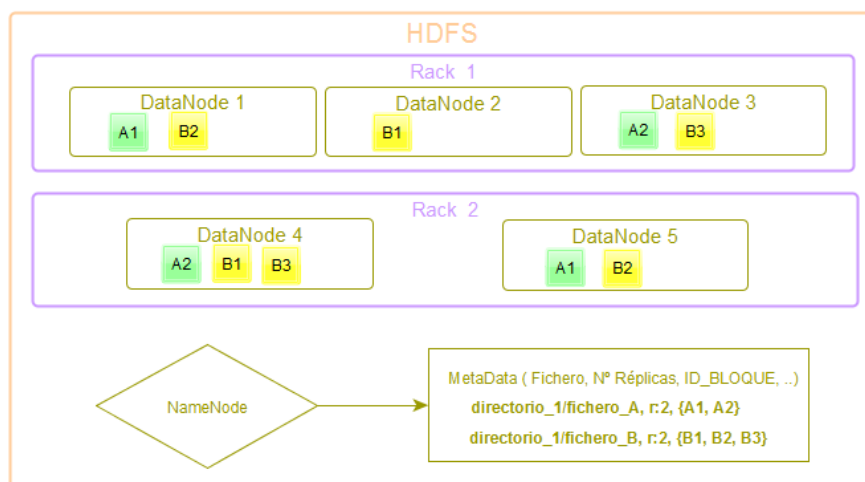 HDFS
Rack 1
DataNode 1
A1 B2
DataNode 2
B1
DataNode 3
A2 B3
Rack 2
DataNode 4
A2 B1 B3
DataNode 5
A1 B2
NameNode
MetaData ( Fichero, Nº Réplicas, ID_BLOQUE, ..)
directorio_1/fichero_A, r:2, {A1, A2}
directorio_1/fichero_B, r:2, {B1, B2, B3}